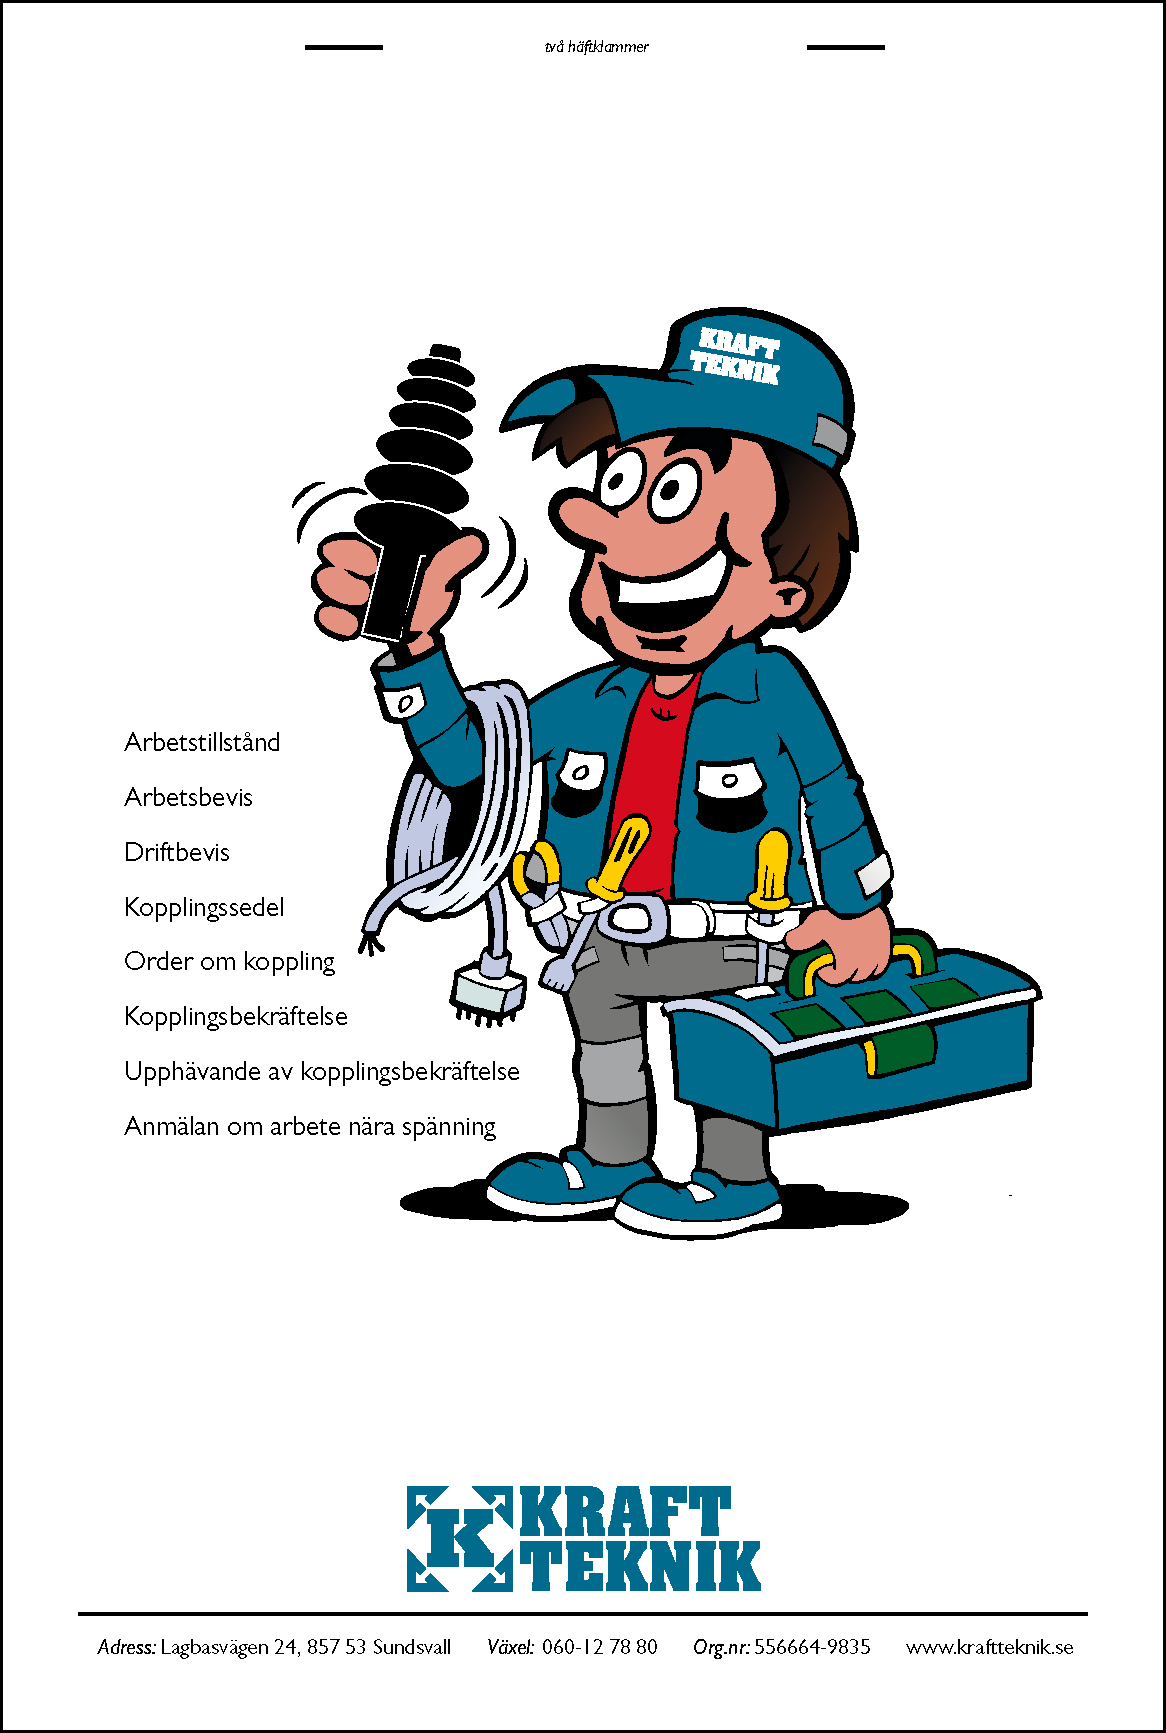 två häftklammer
KRAFT
TEKNIK
Arbetstillstånd
Arbetsbevis
Driftbevis
Kopplingssedel
Order om koppling
Kopplingsbekräftelse
Upphävande av kopplingsbekräftelse
Anmälan om arbete nära spänning
K KRAFT
TEKNIK
Adress: Lagbasvägen 24, 857 53 Sundsvall Växel: 060-12 78 80 Org.nr: 556664-9835 www.kraftteknik.se